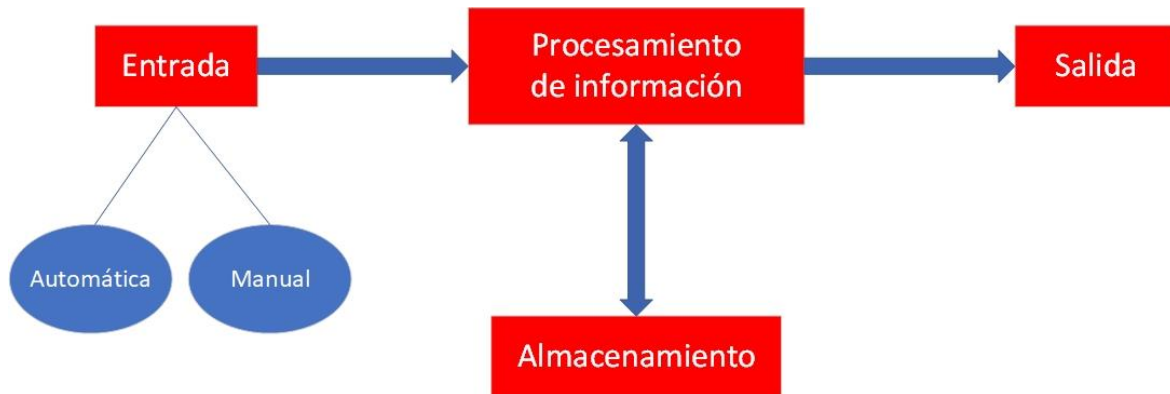 Entrada
Procesamiento
de información
Salida
Automática
Manual
Almacenamiento